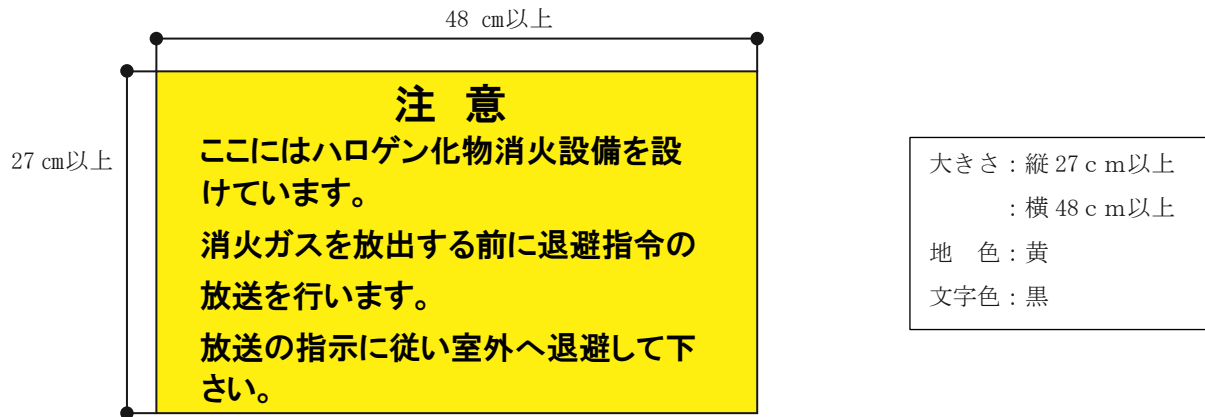 48 ㎝以上
27 ㎝以上
注 意
ここにはハロゲン化物消火設備を設
けています。
消火ガスを放出する前に退避指令の
放送を行います。
放送の指示に従い室外へ退避して下
さい。
大きさ：縦 27ｃｍ以上
：横 48ｃｍ以上
地　色：黄
文字色：黒